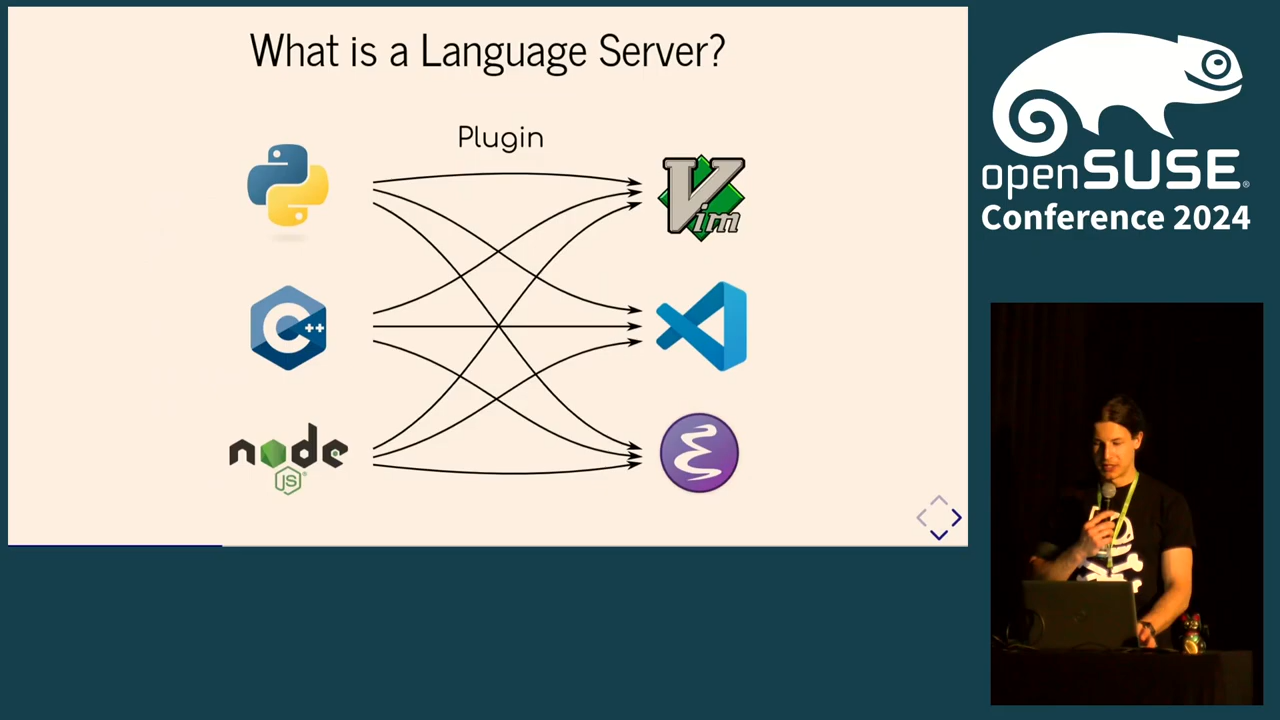 What is a Language Server?
Plugin
Vim
C++
node
JS
openSUSE
Conference 2024